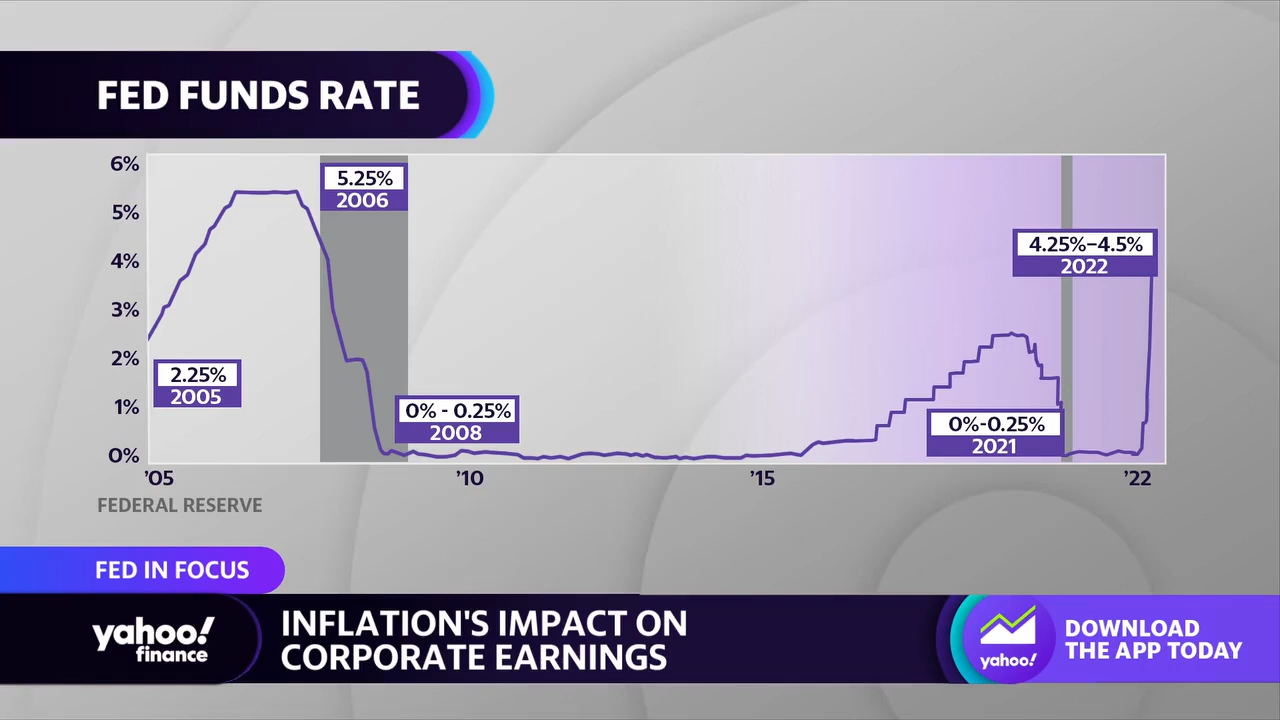 FED FUNDS RATE
6%
5%
4%
3%
2%
1%
0%
5.25%
2006
4.25%–4.5%
2022
2.25%
2005
0% - 0.25%
2008
0%-0.25%
2021
’05
’10
’15
’22
FEDERAL RESERVE
FED IN FOCUS
yahoo!
finance
INFLATION'S IMPACT ON
CORPORATE EARNINGS
yahoo!
DOWNLOAD
THE APP TODAY